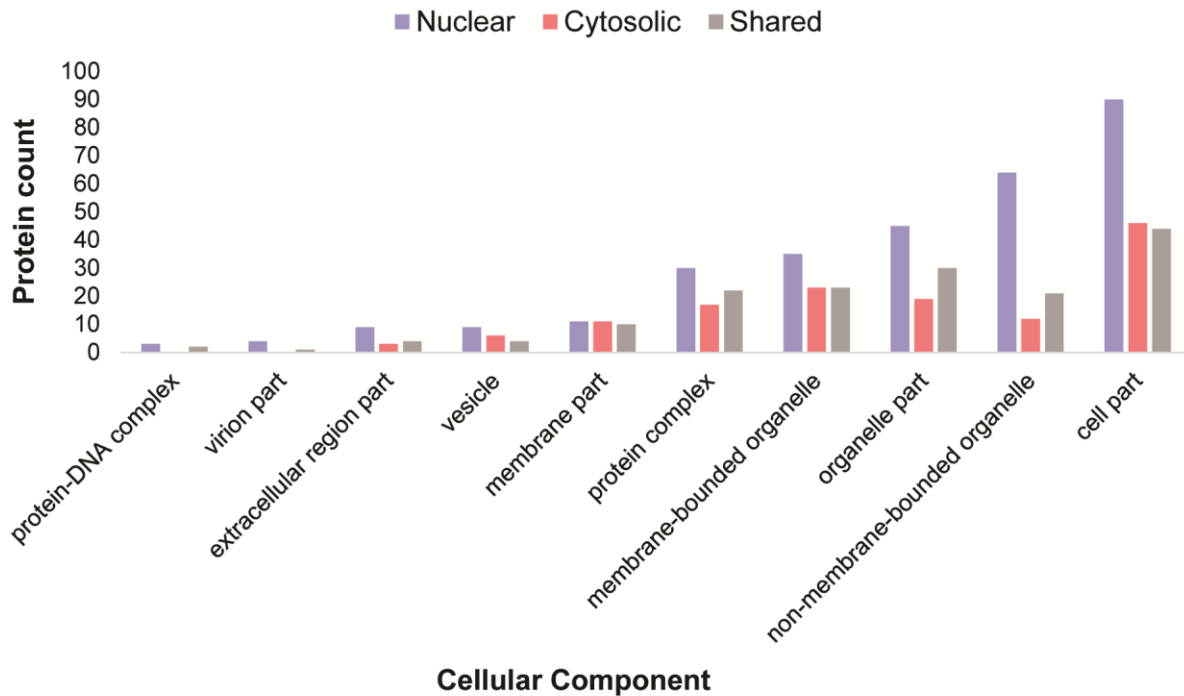 Nuclear Cytosolic Shared
Protein count
100
90
80
70
60
50
40
30
20
10
0
protein-DNA complex
virion part
extracellular region part
vesicle
membrane part
protein complex
membrane-bounded organelle
organelle part
non-membrane-bounded organelle
cell part
Cellular Component